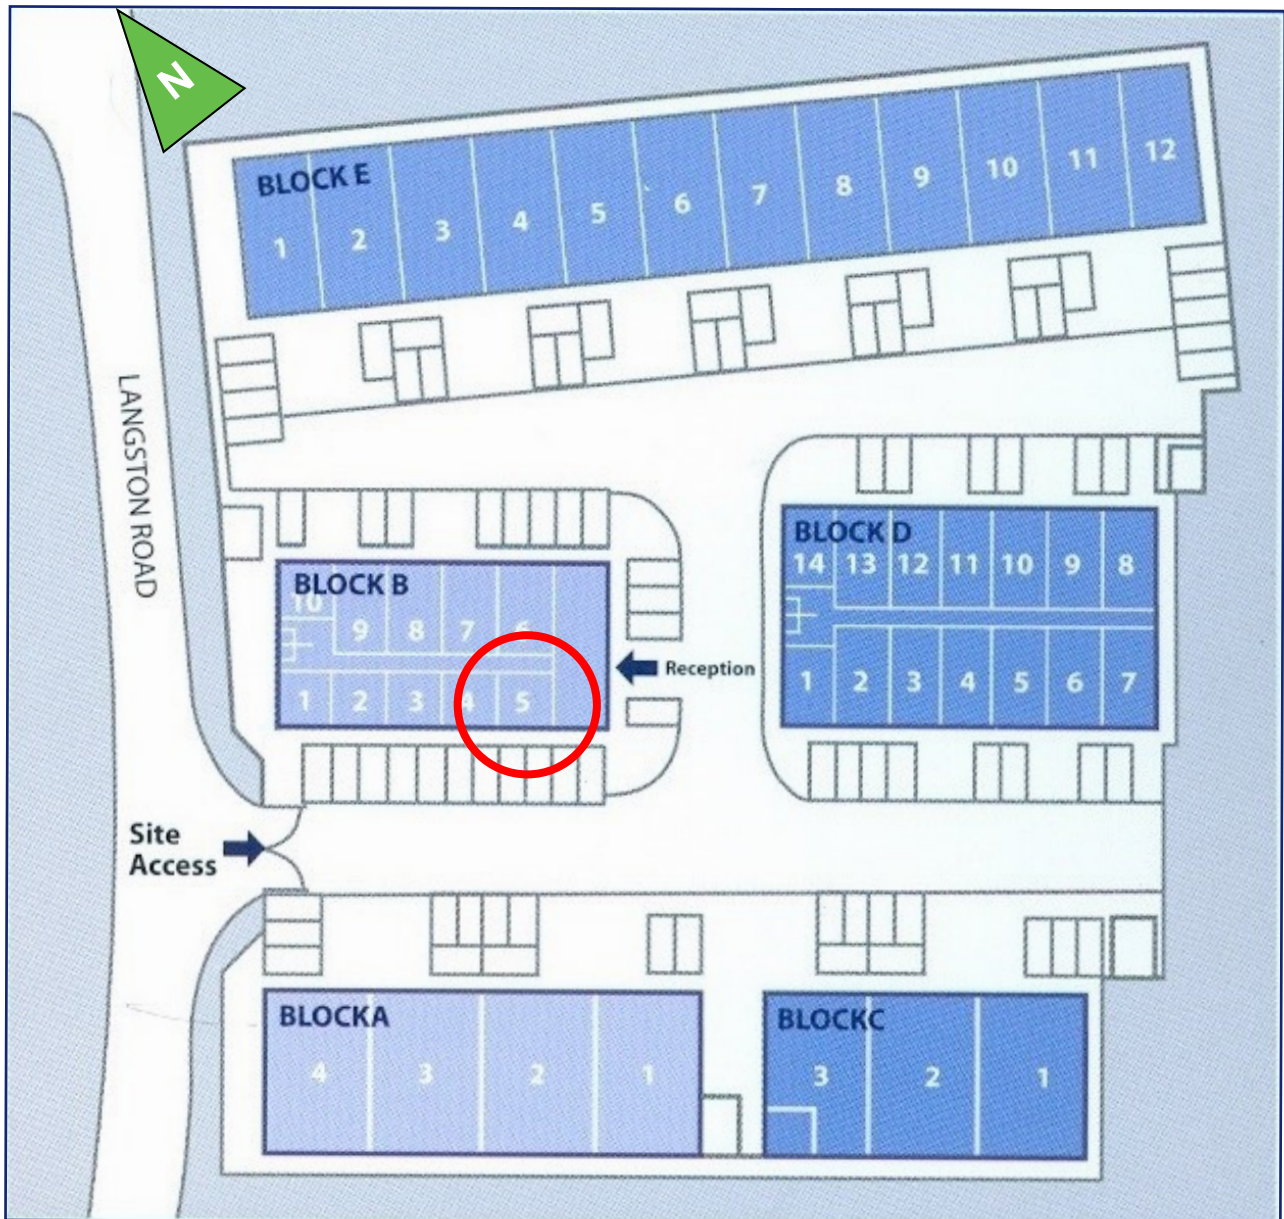 N
BLOCK E
1 2 3 4 5 6 7 8 9 10 11 12
LANGSTON ROAD
BLOCK B
10 9 8 7 6
1 2 3 4 5
Reception
BLOCK D
14 13 12 11 10 9 8
1 2 3 4 5 6 7
Site
Access
BLOCKA
4 3 2 1
BLOCKC
3 2 1